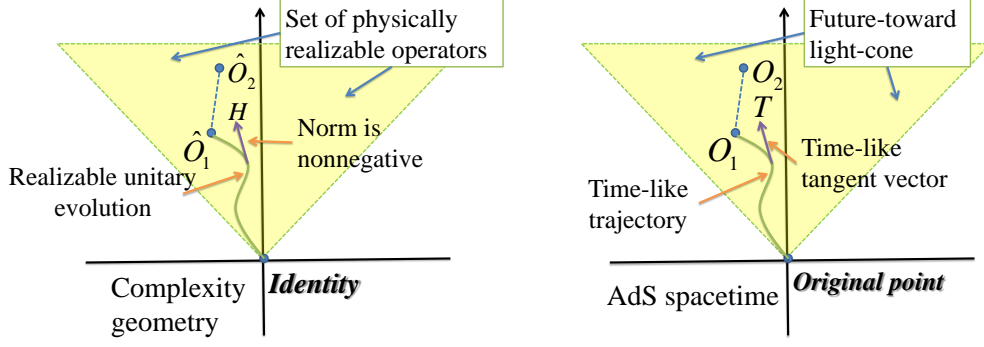 Set of physically
realizable operators
Ô₂
H
Ô₁
Norm is
nonnegative
Realizable unitary
evolution
Identity
Complexity
geometry
Future-toward
light-cone
O₂
T
O₁
Time-like
tangent vector
Time-like
trajectory
Original point
AdS spacetime